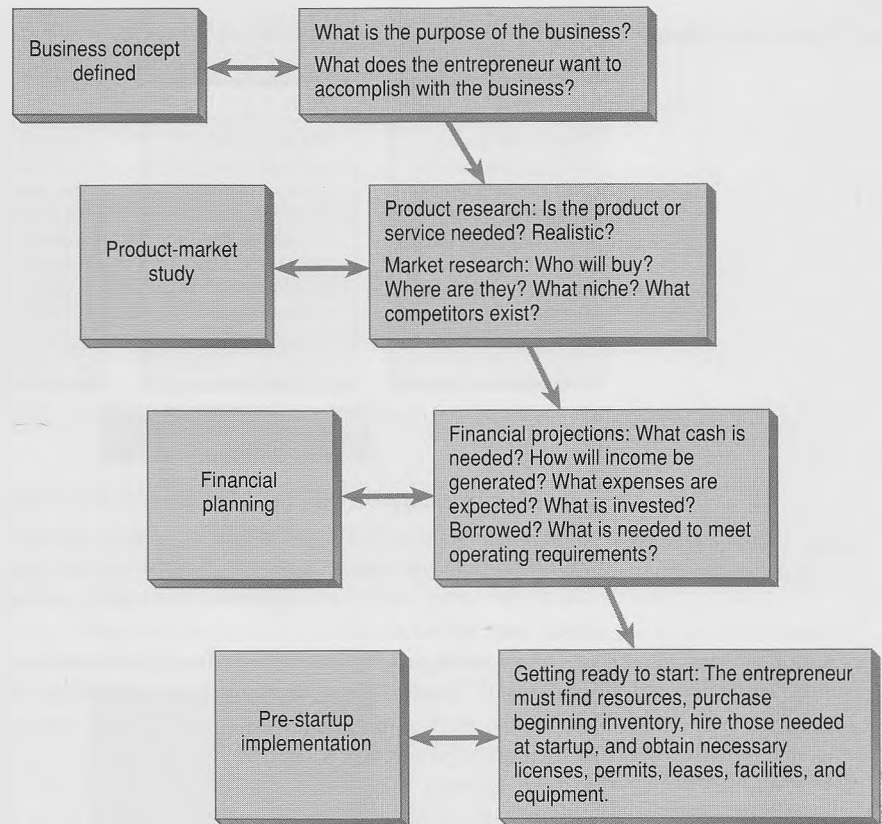 Business concept
defined
What is the purpose of the business?
What does the entrepreneur want to
accomplish with the business?
Product-market
study
Product research: Is the product or
service needed? Realistic?
Market research: Who will buy?
Where are they? What niche? What
competitors exist?
Financial
planning
Financial projections: What cash is
needed? How will income be
generated? What expenses are
expected? What is invested?
Borrowed? What is needed to meet
operating requirements?
Pre-startup
implementation
Getting ready to start: The entrepreneur
must find resources, purchase
beginning inventory, hire those needed
at startup, and obtain necessary
licenses, permits, leases, facilities, and
equipment.